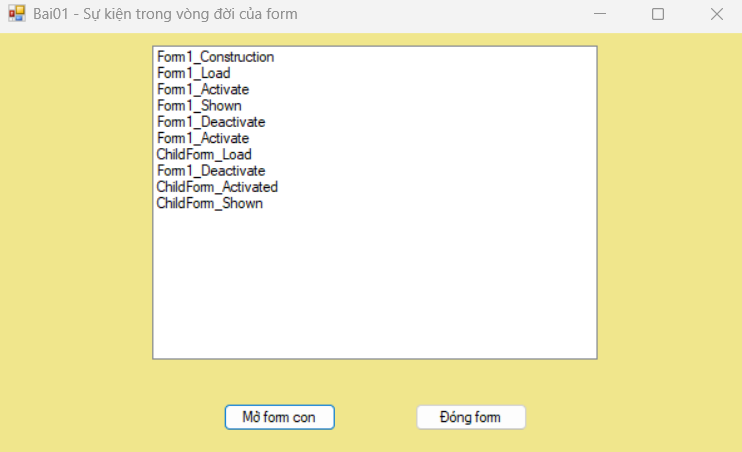 Bai01 - Sự kiện trong vòng đời của form
Form1_Construction
Form1_Load
Form1_Activate
Form1_Shown
Form1_Deactivate
Form1_Activate
ChildForm_Load
Form1_Deactivate
ChildForm_Activated
ChildForm_Shown
Mở form con
Đóng form